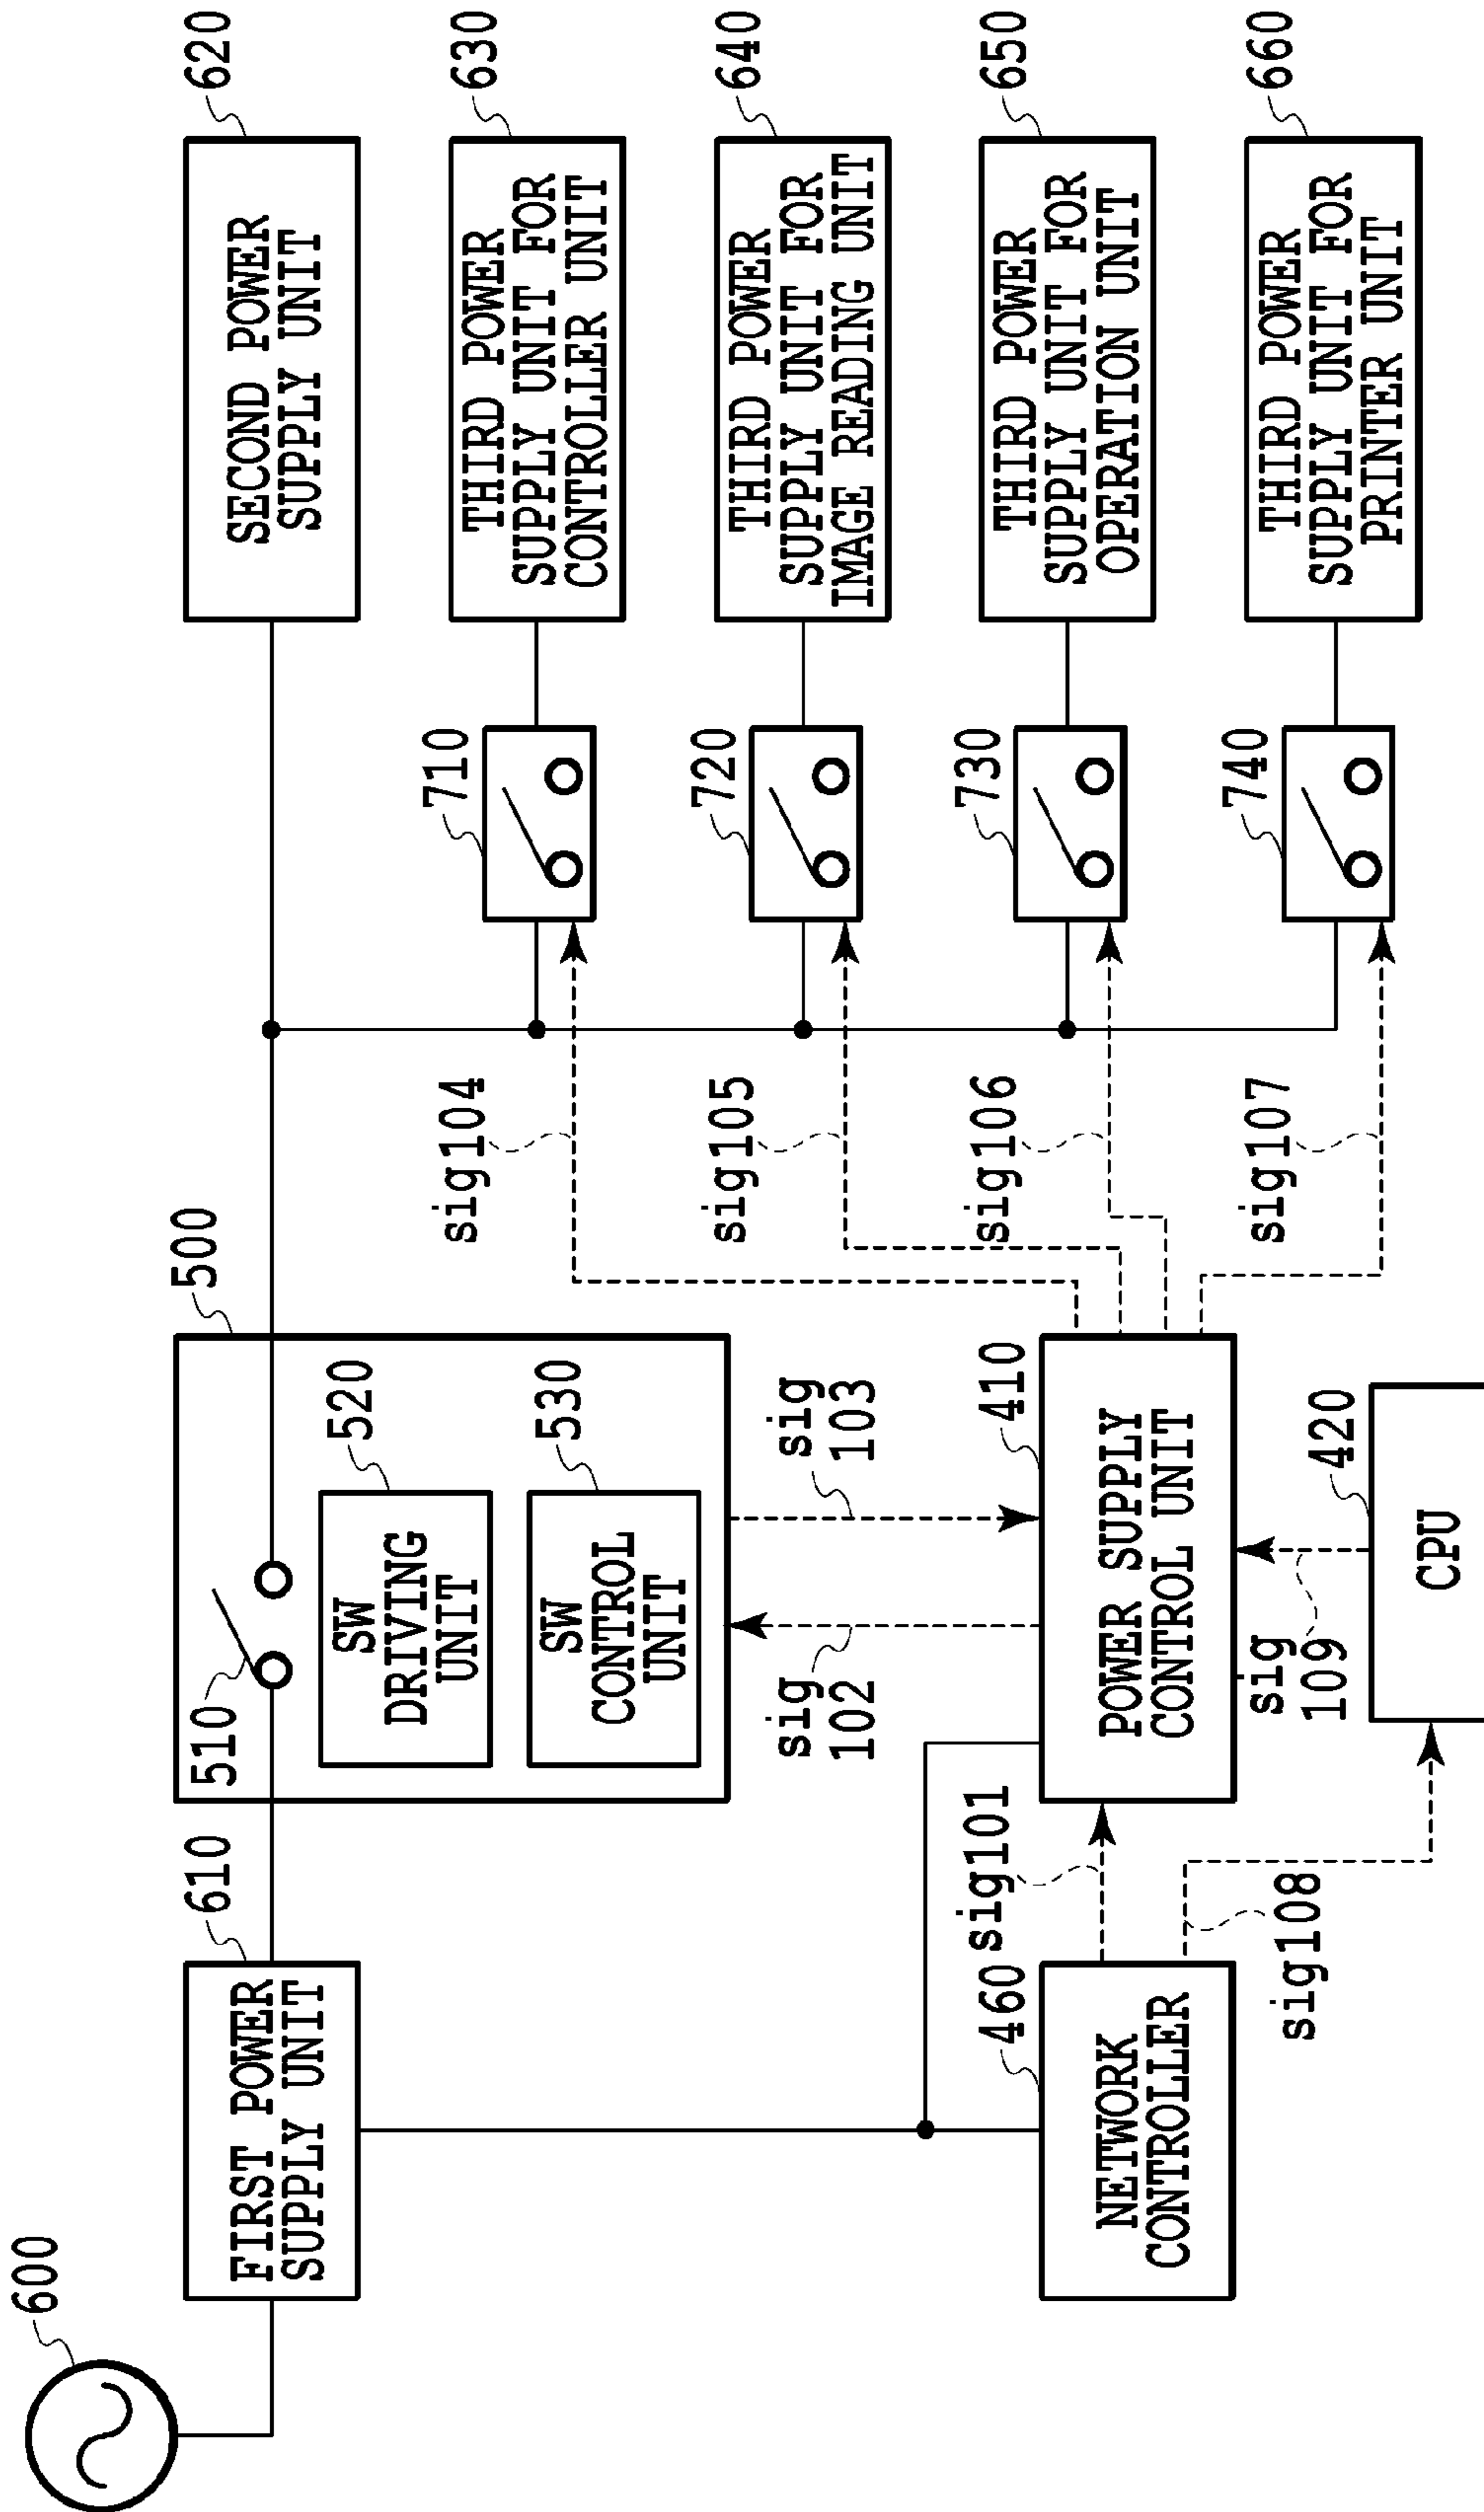 600
610
FIRST POWER
SUPPLY UNIT
500
510
520
SW
DRIVING
UNIT
530
SW
CONTROL
UNIT
620
SECOND POWER
SUPPLY UNIT
710
630
THIRD POWER
SUPPLY UNIT FOR
CONTROLLER UNIT
720
640
THIRD POWER
SUPPLY UNIT FOR
IMAGE READING UNIT
730
650
THIRD POWER
SUPPLY UNIT FOR
OPERATION UNIT
740
660
THIRD POWER
SUPPLY UNIT FOR
PRINTER UNIT
sig104
sig105
sig106
sig107
sig
102
sig
103
460
NETWORK
CONTROLLER
sig101
sig108
410
POWER SUPPLY
CONTROL UNIT
sig
109
420
CPU